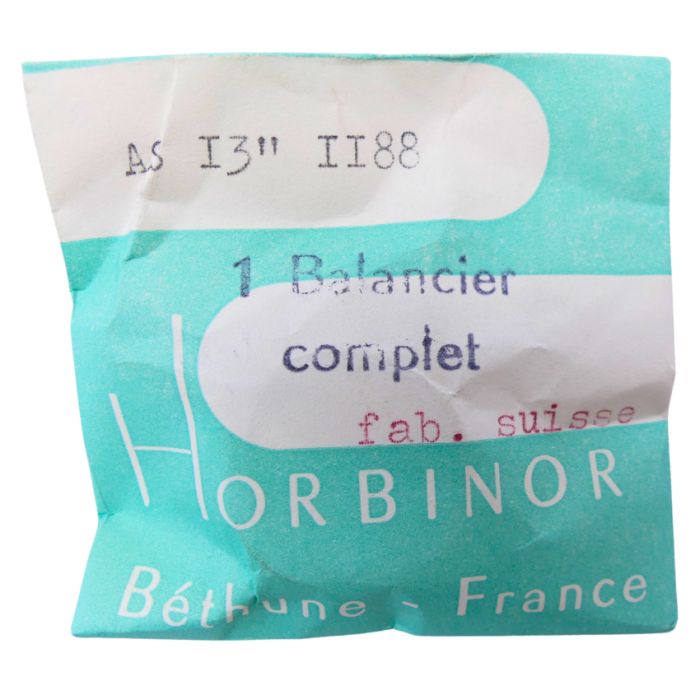 AS I3" II88
1 Balancier
complet
fab. suisse
HORBINOR
Béthune - France